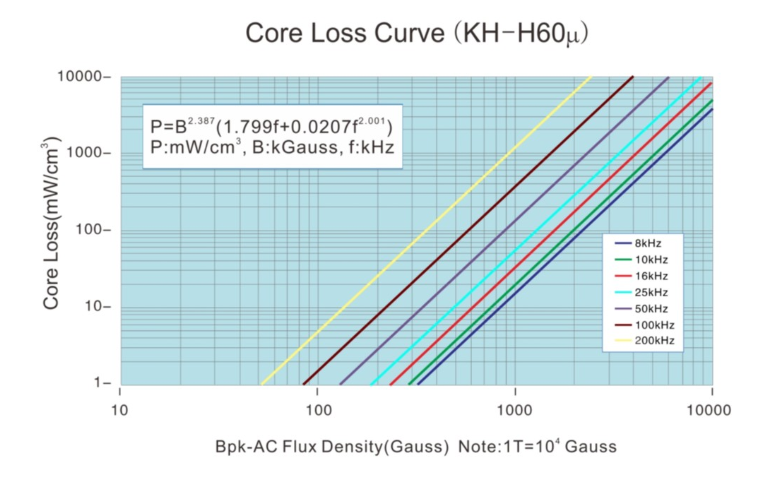 Core Loss Curve (KH-H60μ)
10000
1000
100
10
1
Core Loss(mW/cm³)
P=B²·³⁸⁷(1.799f+0.0207f²·⁰⁰¹)
P:mW/cm³, B:kGauss, f:kHz
8kHz
10kHz
16kHz
25kHz
50kHz
100kHz
200kHz
10 100 1000 10000
Bpk-AC Flux Density(Gauss) Note:1T=10⁴ Gauss